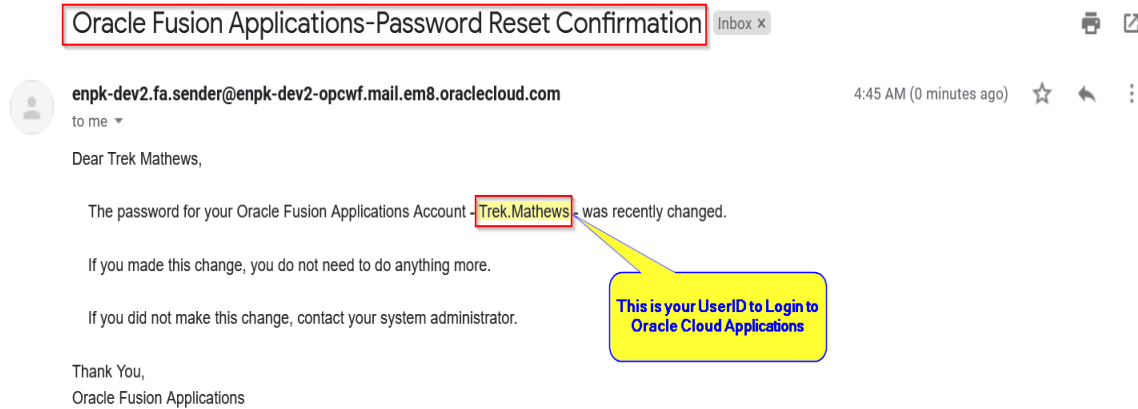 Oracle Fusion Applications-Password Reset Confirmation Inbox x
enpk-dev2.fa.sender@enpk-dev2-opcwf.mail.em8.oraclecloud.com 4:45 AM (0 minutes ago)
to me
Dear Trek Mathews,
The password for your Oracle Fusion Applications Account - Trek.Mathews - was recently changed.
If you made this change, you do not need to do anything more.
This is your UserID to Login to
Oracle Cloud Applications
If you did not make this change, contact your system administrator.
Thank You,
Oracle Fusion Applications